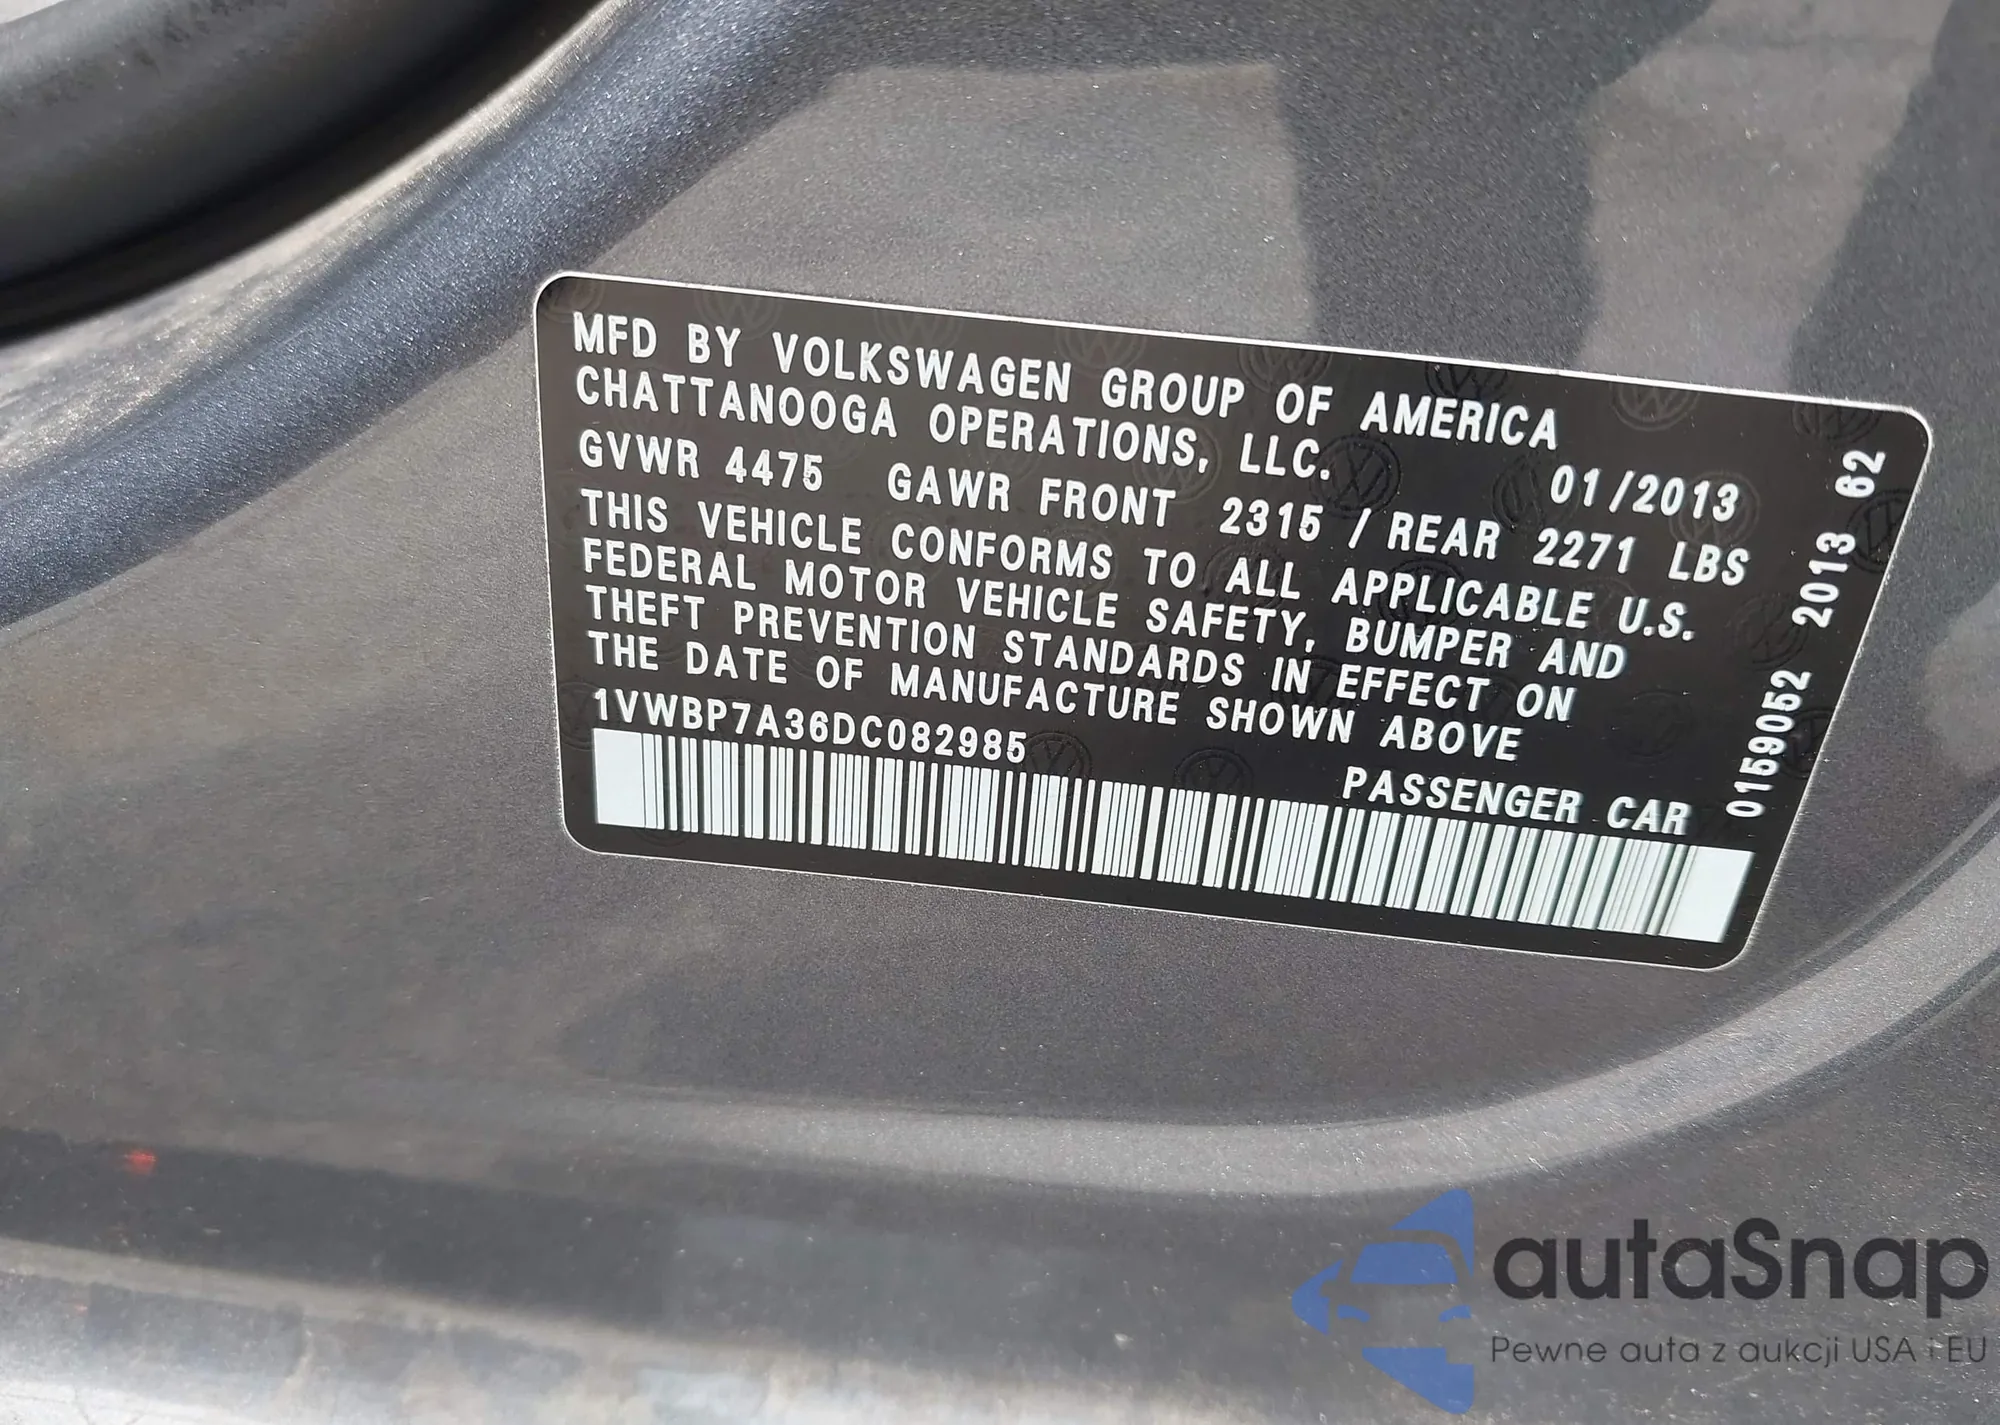 MFD BY VOLKSWAGEN GROUP OF AMERICA
CHATTANOOGA OPERATIONS, LLC.
01/2013
GVWR 4475 GAWR FRONT 2315 / REAR 2271 LBS
THIS VEHICLE CONFORMS TO ALL APPLICABLE U.S.
FEDERAL MOTOR VEHICLE SAFETY, BUMPER AND
THEFT PREVENTION STANDARDS IN EFFECT ON
THE DATE OF MANUFACTURE SHOWN ABOVE
1VWBP7A36DC082985
PASSENGER CAR
0159052 2013 62
autaSnap
Pewne auta z aukcji USA i EU